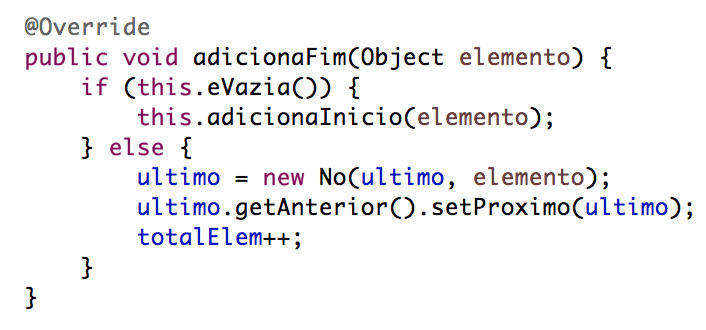 @Override
public void adicionaFim(Object elemento) {
    if (this.eVazia()) {
        this.adicionaInicio(elemento);
    } else {
        ultimo = new No(ultimo, elemento);
        ultimo.getAnterior().setProximo(ultimo);
        totalElem++;
    }
}